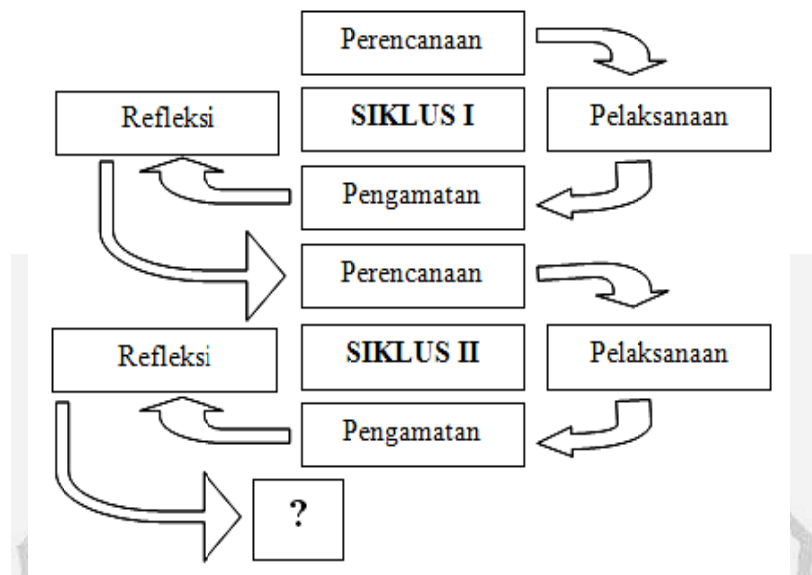 Perencanaan
Refleksi
SIKLUS I
Pelaksanaan
Pengamatan
Perencanaan
Refleksi
SIKLUS II
Pelaksanaan
Pengamatan
?